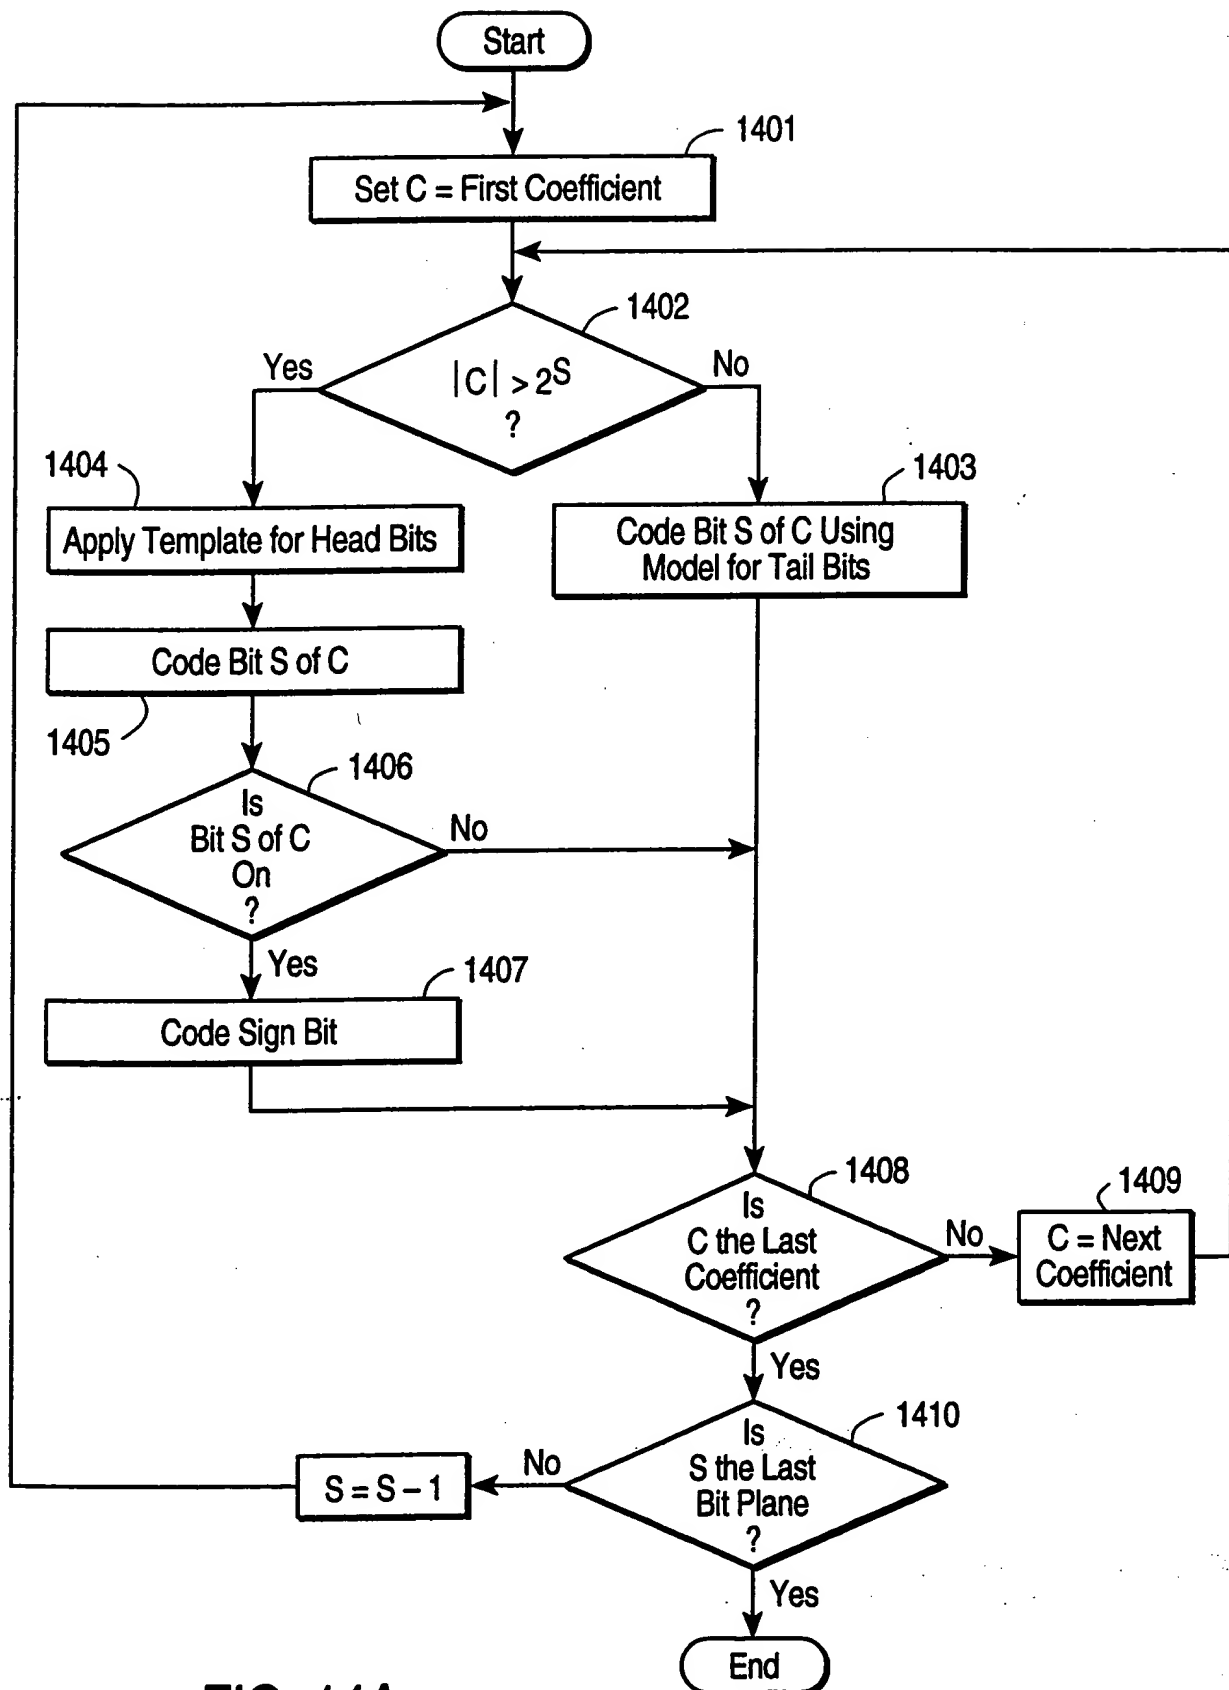 Start
1401
Set C = First Coefficient
1402
|C| > 2^S
?
Yes
No
1404
1403
Apply Template for Head Bits
Code Bit S of C Using
Model for Tail Bits
Code Bit S of C
1405
1406
Is
Bit S of C
On
?
No
Yes
1407
Code Sign Bit
1408
Is
C the Last
Coefficient
?
No
1409
C = Next
Coefficient
Yes
1410
Is
S the Last
Bit Plane
?
No
S = S – 1
Yes
End